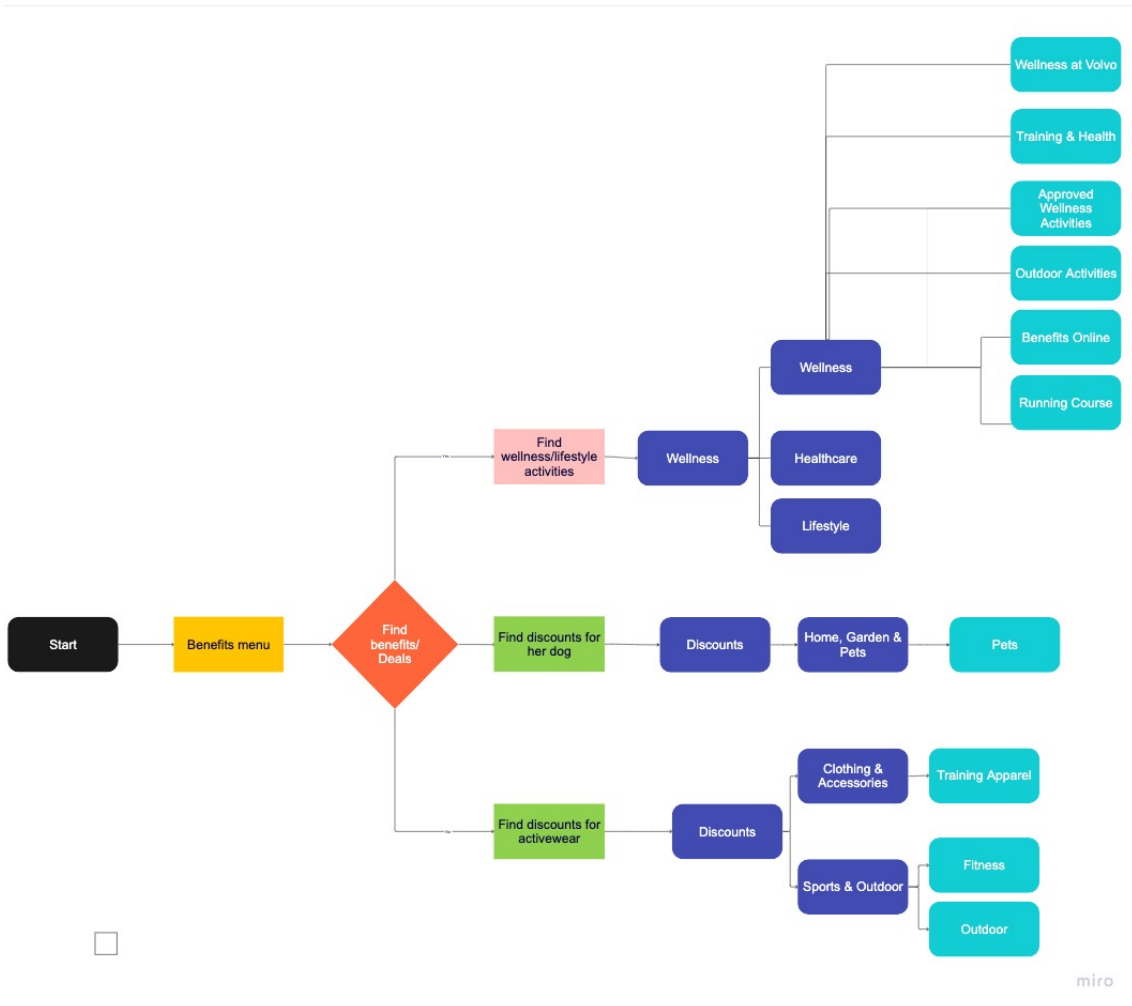 Wellness at Volvo
Training & Health
Approved
Wellness
Activities
Outdoor Activities
Benefits Online
Running Course
Wellness
Healthcare
Lifestyle
Wellness
Find
wellness/lifestyle
activities
Yes
Start
Benefits menu
Find
benefits/
Deals
Find discounts for
her dog
Discounts
Home, Garden &
Pets
Pets
Find discounts for
activewear
Discounts
Clothing &
Accessories
Training Apparel
Sports & Outdoor
Fitness
Outdoor
miro